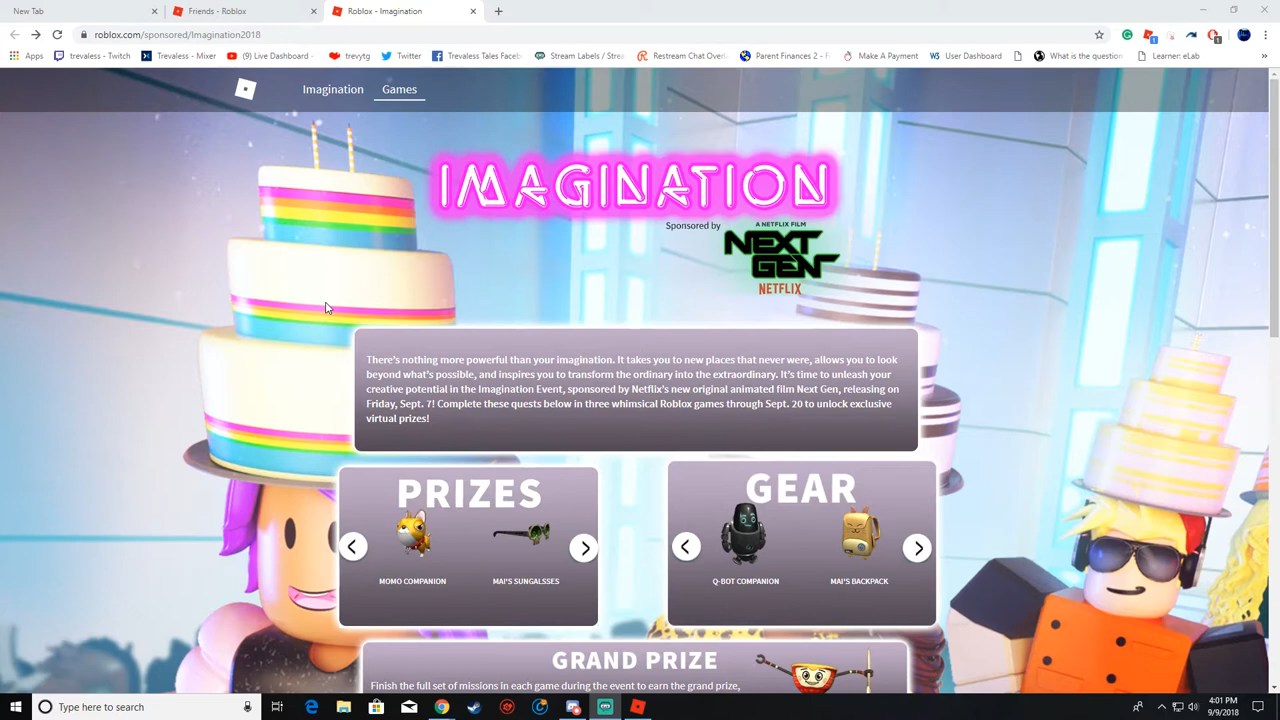 New Tab
Friends - Roblox
Roblox - Imagination
roblox.com/sponsored/Imagination2018
Apps
trevaless - Twitch
Trevaless - Mixer
(9) Live Dashboard -
trevytg
Twitter
Trevaless Tales Faceb
Stream Labels / Stre
Restream Chat Over
Parent Finances 2 - F
Make A Payment
User Dashboard
What is the question
Learner: eLab
Imagination
Games
IMAGINATION
Sponsored by
A NETFLIX FILM
NEXT
GEN
NETFLIX
There's nothing more powerful than your imagination. It takes you to new places that never were, allows you to look
beyond what's possible, and inspires you to transform the ordinary into the extraordinary. It's time to unleash your
creative potential in the Imagination Event, sponsored by Netflix's new original animated film Next Gen, releasing on
Friday, Sept. 7! Complete these quests below in three whimsical Roblox games through Sept. 20 to unlock exclusive
virtual prizes!
PRIZES
MOMO COMPANION
MAI'S SUNGALSSES
GEAR
Q-BOT COMPANION
MAI'S BACKPACK
GRAND PRIZE
Finish the full set of missions in each game during the event to earn the grand prize,
Type here to search
4:01 PM
9/9/2018